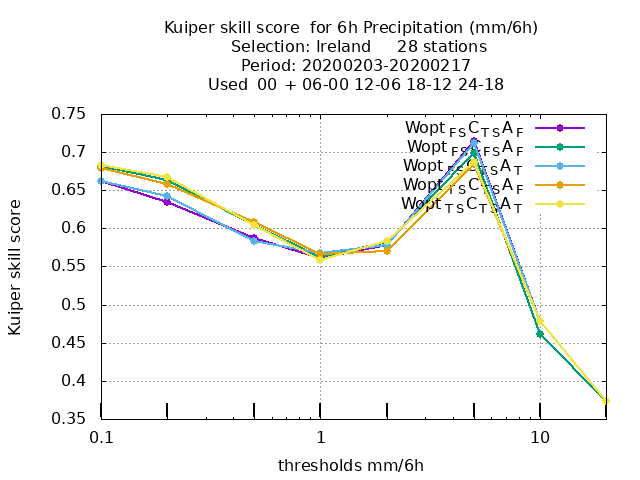 Kuiper skill score for 6h Precipitation (mm/6h)
Selection: Ireland 28 stations
Period: 20200203-20200217
Used 00 + 06-00 12-06 18-12 24-18
0.75
0.7
0.65
0.6
0.55
0.5
0.45
0.4
0.35
Kuiper skill score
Wopt FS C TS A F
Wopt FS C FS A F
Wopt FS C TS A T
Wopt TS C TS A F
Wopt TS C TS A T
0.1 1 10
thresholds mm/6h